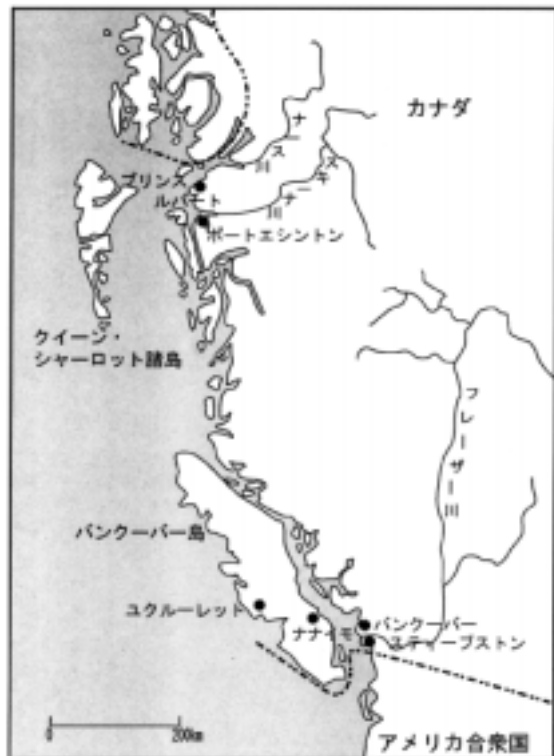 カナダ
ナース川
スキーナ川
プリンス
ルパート
ポートエシントン
クイーン・
シャーロット諸島
フレーザー川
バンクーバー島
ユクルーレット
ナナイモ
バンクーバー
スティーブストン
0
200km
アメリカ合衆国